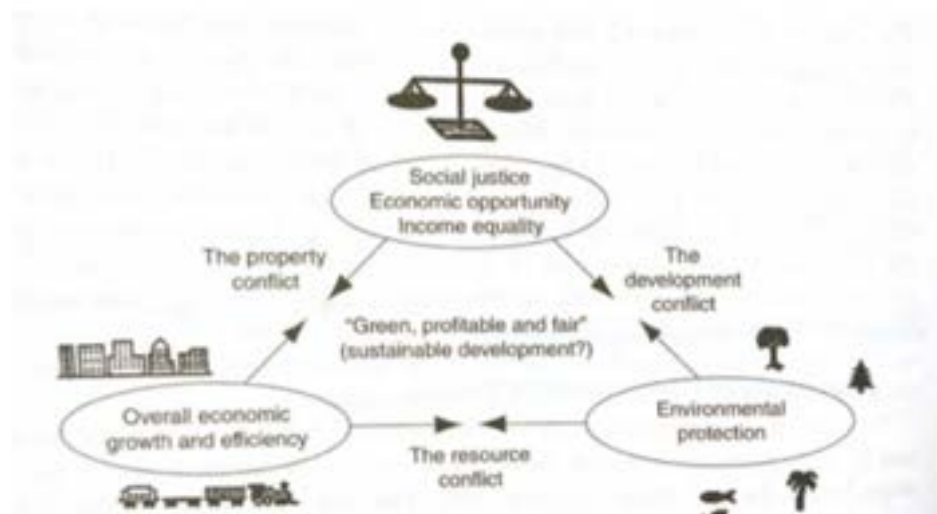 Social justice
Economic opportunity
Income equality
The property
conflict
The
development
conflict
"Green, profitable and fair"
(sustainable development?)
Overall economic
growth and efficiency
Environmental
protection
The resource
conflict